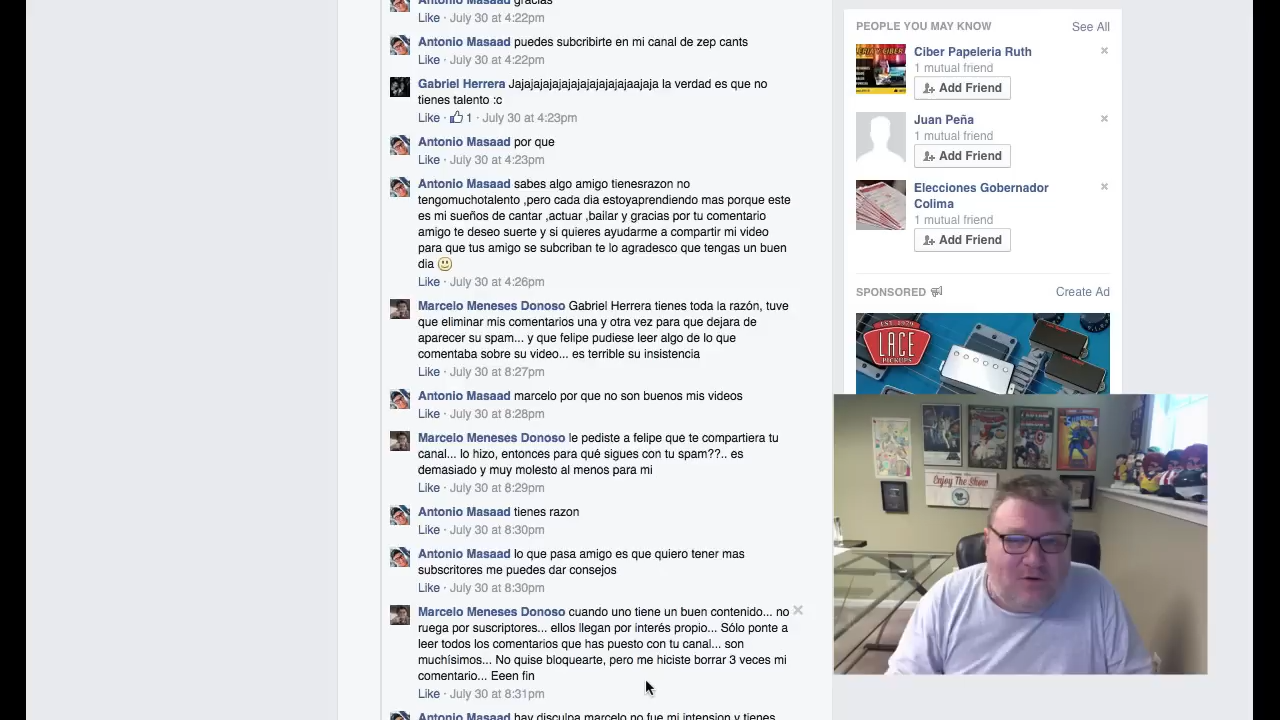 Antonio Masaad gracias
Like · July 30 at 4:22pm
Antonio Masaad puedes subcribirte en mi canal de zep cants
Like · July 30 at 4:22pm
Gabriel Herrera Jajajajajajajajajajajajaajaja la verdad es que no
tienes talento :c
Like · 1 · July 30 at 4:23pm
Antonio Masaad por que
Like · July 30 at 4:23pm
Antonio Masaad sabes algo amigo tienesrazon no
tengomuchotalento ,pero cada dia estoyaprendiendo mas porque este
es mi sueños de cantar ,actuar ,bailar y gracias por tu comentario
amigo te deseo suerte y si quieres ayudarme a compartir mi video
para que tus amigo se subcriban te lo agradesco que tengas un buen
dia
Like · July 30 at 4:26pm
Marcelo Meneses Donoso Gabriel Herrera tienes toda la razón, tuve
que eliminar mis comentarios una y otra vez para que dejara de
aparecer su spam... y que felipe pudiese leer algo de lo que
comentaba sobre su video... es terrible su insistencia
Like · July 30 at 8:27pm
Antonio Masaad marcelo por que no son buenos mis videos
Like · July 30 at 8:28pm
Marcelo Meneses Donoso le pediste a felipe que te compartiera tu
canal... lo hizo, entonces para qué sigues con tu spam??.. es
demasiado y muy molesto al menos para mi
Like · July 30 at 8:29pm
Antonio Masaad tienes razon
Like · July 30 at 8:30pm
Antonio Masaad lo que pasa amigo es que quiero tener mas
subscritores me puedes dar consejos
Like · July 30 at 8:30pm
Marcelo Meneses Donoso cuando uno tiene un buen contenido... no
ruega por suscriptores... ellos llegan por interés propio... Sólo ponte a
leer todos los comentarios que has puesto con tu canal... son
muchísimos... No quise bloquearte, pero me hiciste borrar 3 veces mi
comentario... Eeen fin
Like · July 30 at 8:31pm
Antonio Masaad hay disculpa marcelo no fue mi intension y tienes
PEOPLE YOU MAY KNOW
See All
Ciber Papeleria Ruth
1 mutual friend
Add Friend
Juan Peña
1 mutual friend
Add Friend
Elecciones Gobernador
Colima
1 mutual friend
Add Friend
SPONSORED
Create Ad
EST. 1979
LACE
PICKUPS
Enjoy The Show